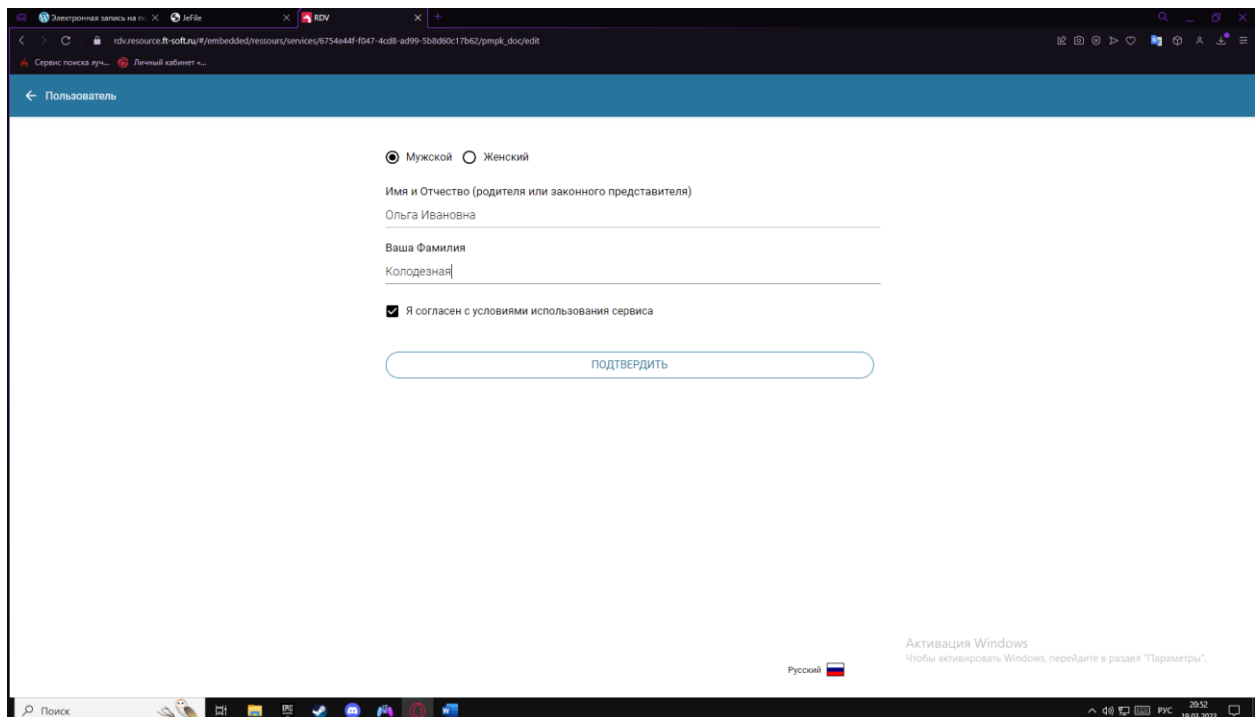 Электронная запись на п
JeFile
RDV
rdv.resource.ft-soft.ru/#/embedded/ressours/services/6754e44f-f047-4cd8-ad99-5b8d60c17b62/pmpk_doc/edit
Сервис поиска луч... Личный кабинет «...
Пользователь
Мужской Женский
Имя и Отчество (родителя или законного представителя)
Ольга Ивановна
Ваша Фамилия
Колодезная
Я согласен с условиями использования сервиса
ПОДТВЕРДИТЬ
Активация Windows
Чтобы активировать Windows, перейдите в раздел "Параметры".
Русский
Поиск
EPIC
W
РУС
20:52